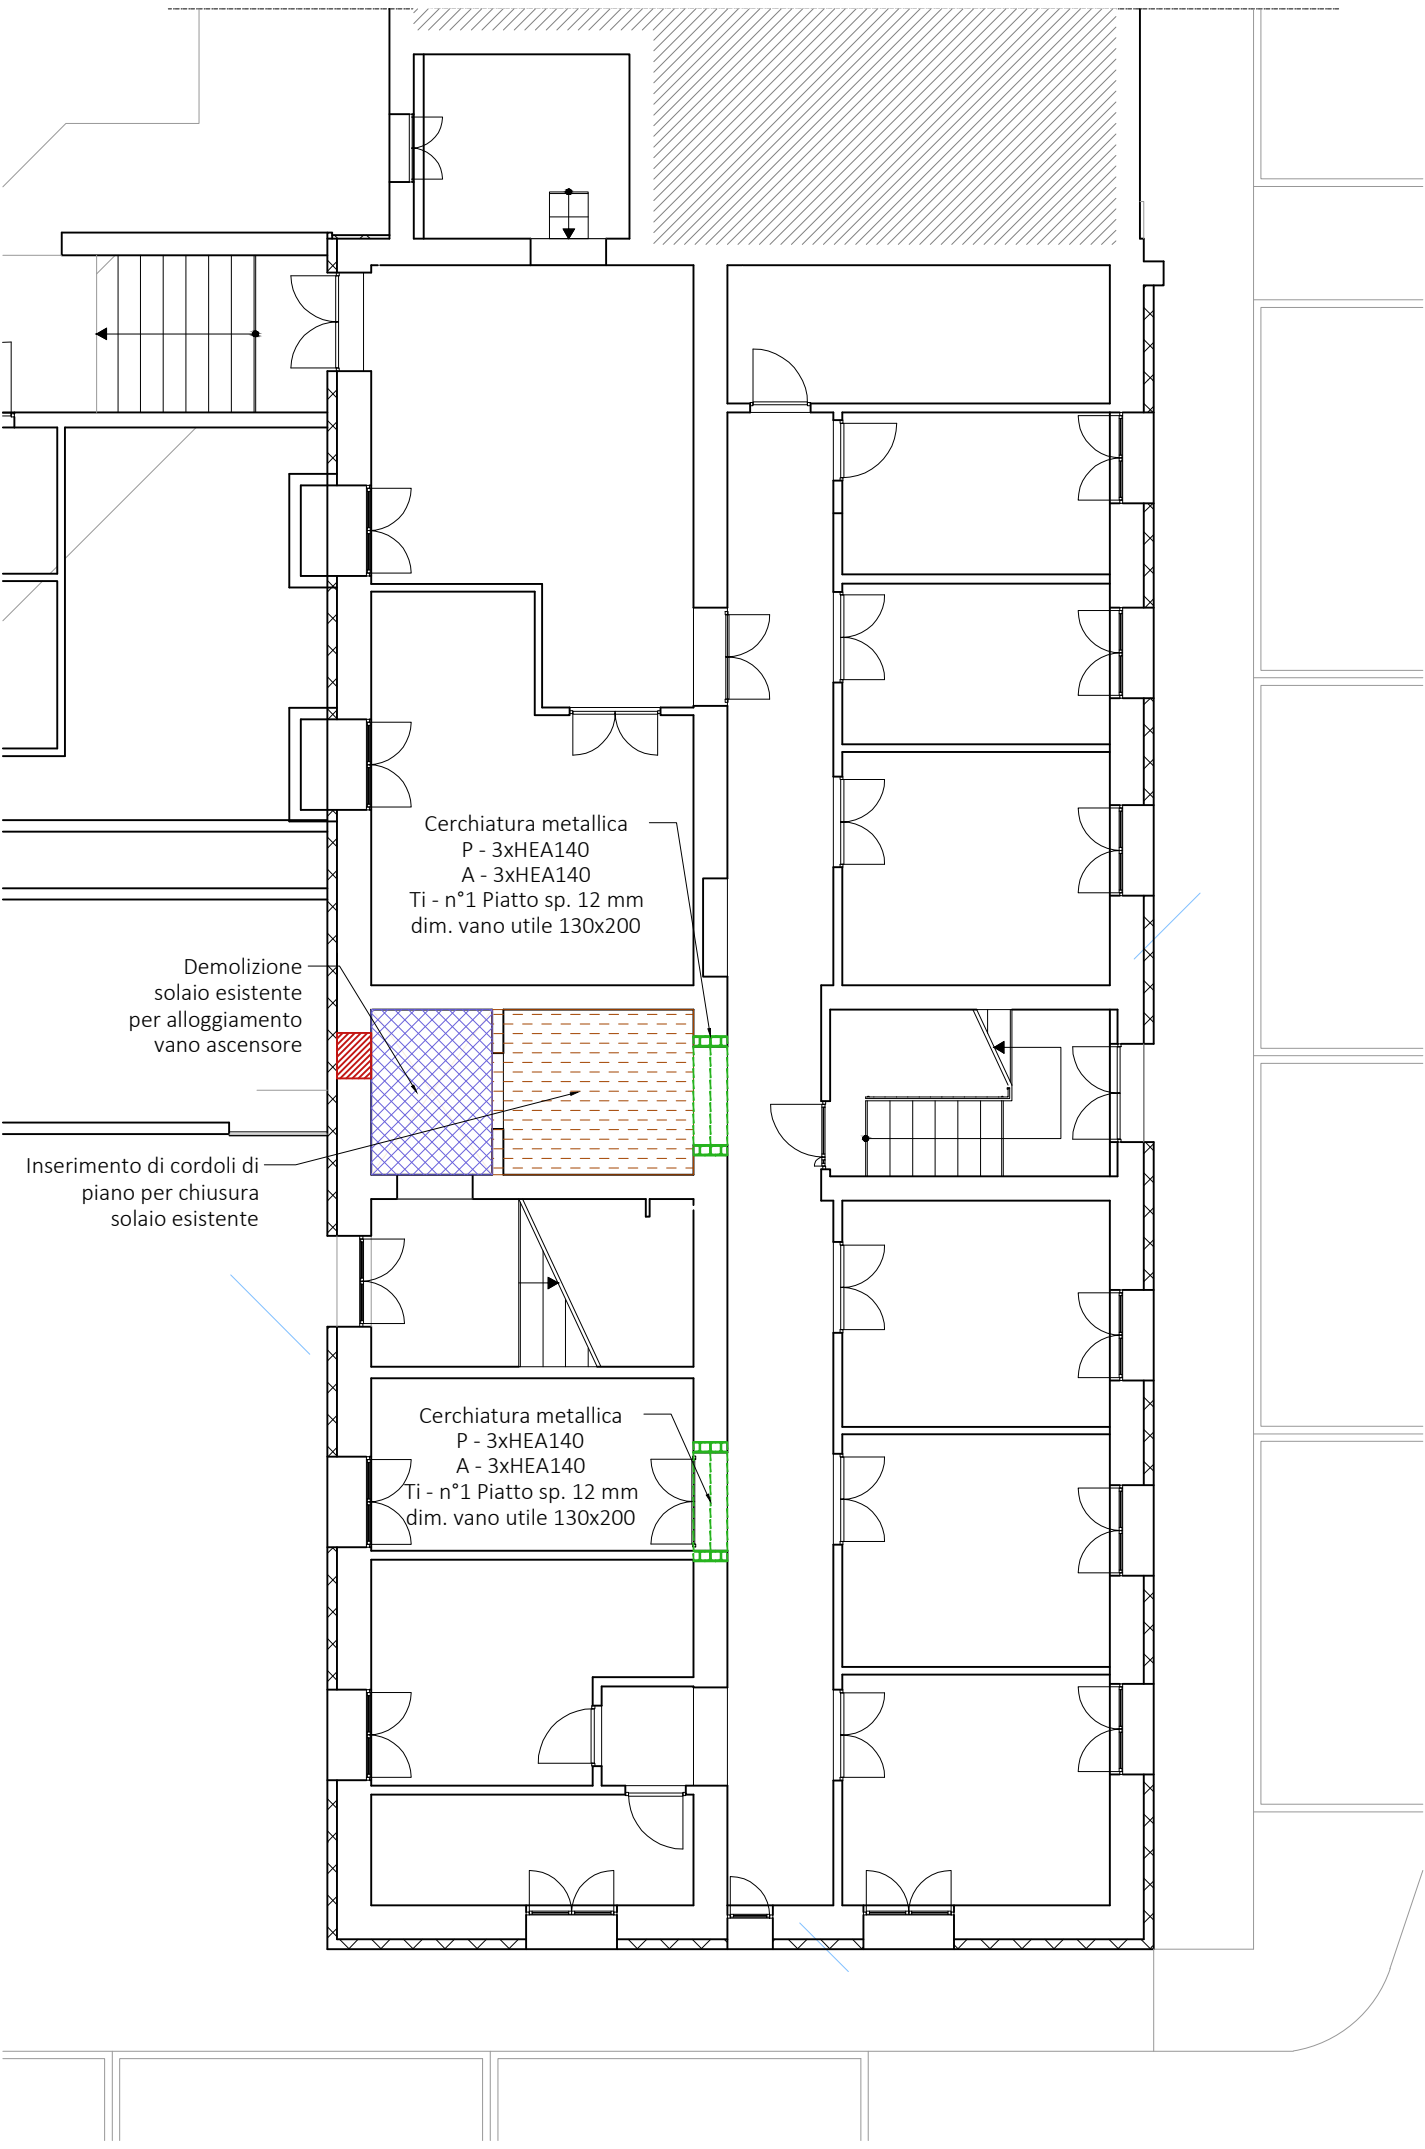 Cerchiatura metallica
P - 3xHEA140
A - 3xHEA140
Ti - n°1 Piatto sp. 12 mm
dim. vano utile 130x200
Demolizione
solaio esistente
per alloggiamento
vano ascensore
Inserimento di cordoli di
piano per chiusura
solaio esistente
Cerchiatura metallica
P - 3xHEA140
A - 3xHEA140
Ti - n°1 Piatto sp. 12 mm
dim. vano utile 130x200